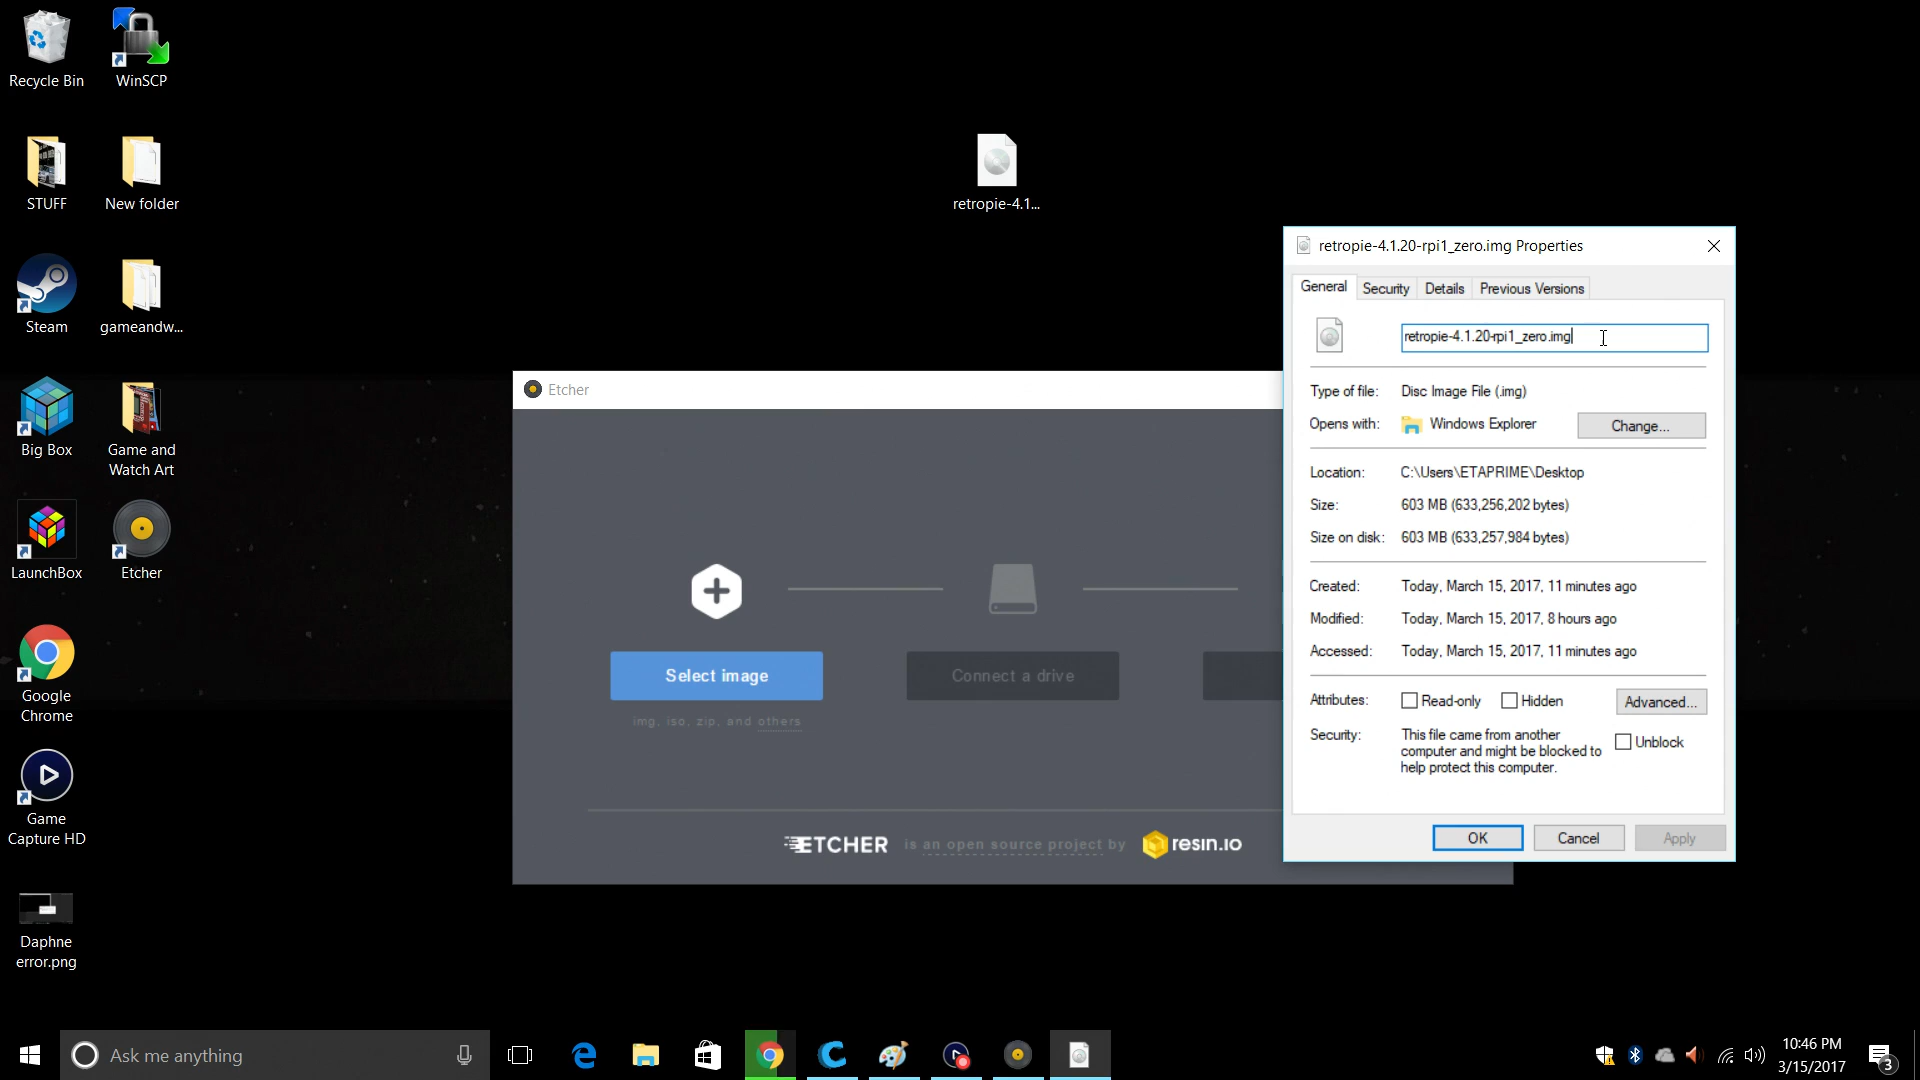 Recycle Bin
WinSCP
STUFF
New folder
retropie-4.1...
Steam
gameandw...
Big Box
Game and
Watch Art
LaunchBox
Etcher
Google
Chrome
Game
Capture HD
Daphne
error.png
Etcher
Select image
Connect a drive
img, iso, zip, and others
ETCHER is an open source project by resin.io
retropie-4.1.20-rpi1_zero.img Properties
General Security Details Previous Versions
retropie-4.1.20-rpi1_zero.img
Type of file: Disc Image File (.img)
Opens with: Windows Explorer Change...
Location: C:\Users\ETAPRIME\Desktop
Size: 603 MB (633,256,202 bytes)
Size on disk: 603 MB (633,257,984 bytes)
Created: Today, March 15, 2017, 11 minutes ago
Modified: Today, March 15, 2017, 8 hours ago
Accessed: Today, March 15, 2017, 11 minutes ago
Attributes: Read-only Hidden Advanced...
Security: This file came from another
computer and might be blocked to
help protect this computer.
Unblock
OK Cancel Apply
Ask me anything
10:46 PM
3/15/2017
3